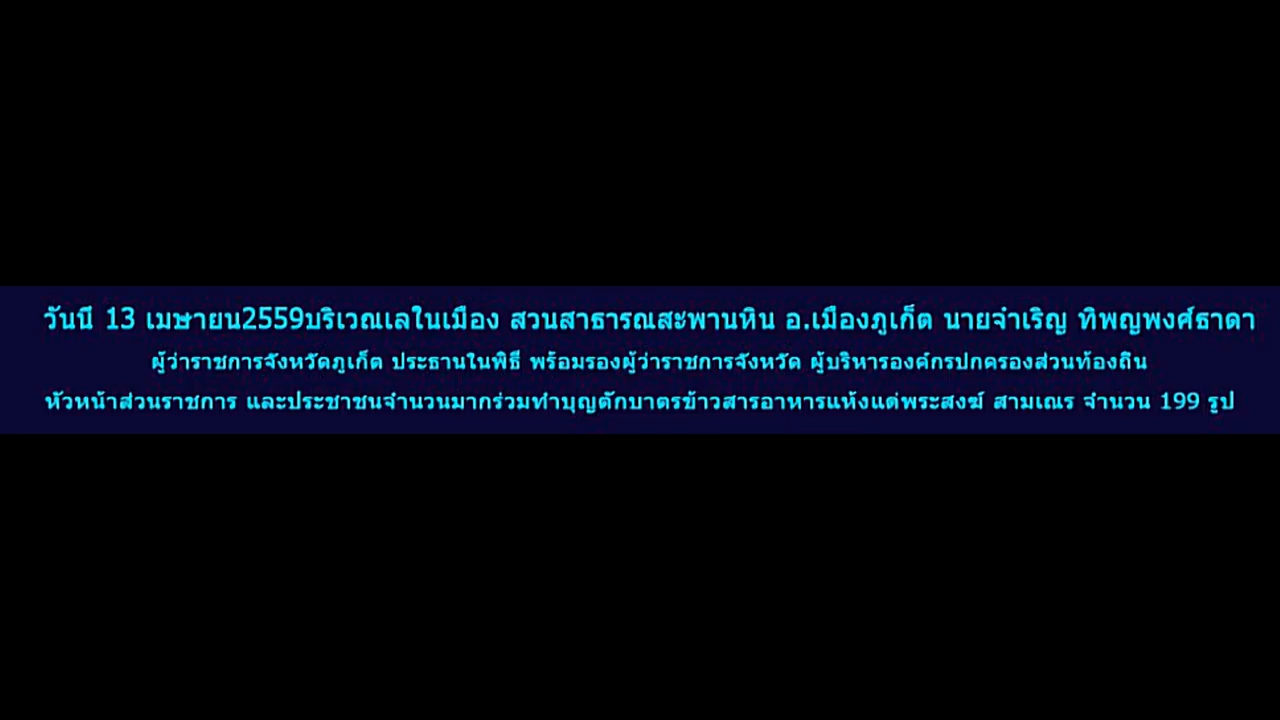 วันนี้ 13 เมษายน2559บริเวณเลในเมือง สวนสาธารณสะพานหิน อ.เมืองภูเก็ต นายจำเริญ ทิพญพงศ์ธาดา
ผู้ว่าราชการจังหวัดภูเก็ต ประธานในพิธี พร้อมรองผู้ว่าราชการจังหวัด ผู้บริหารองค์กรปกครองส่วนท้องถิ่น
หัวหน้าส่วนราชการ และประชาชนจำนวนมากร่วมทำบุญตักบาตรข้าวสารอาหารแห้งแด่พระสงฆ์ สามเณร จำนวน 199 รูป